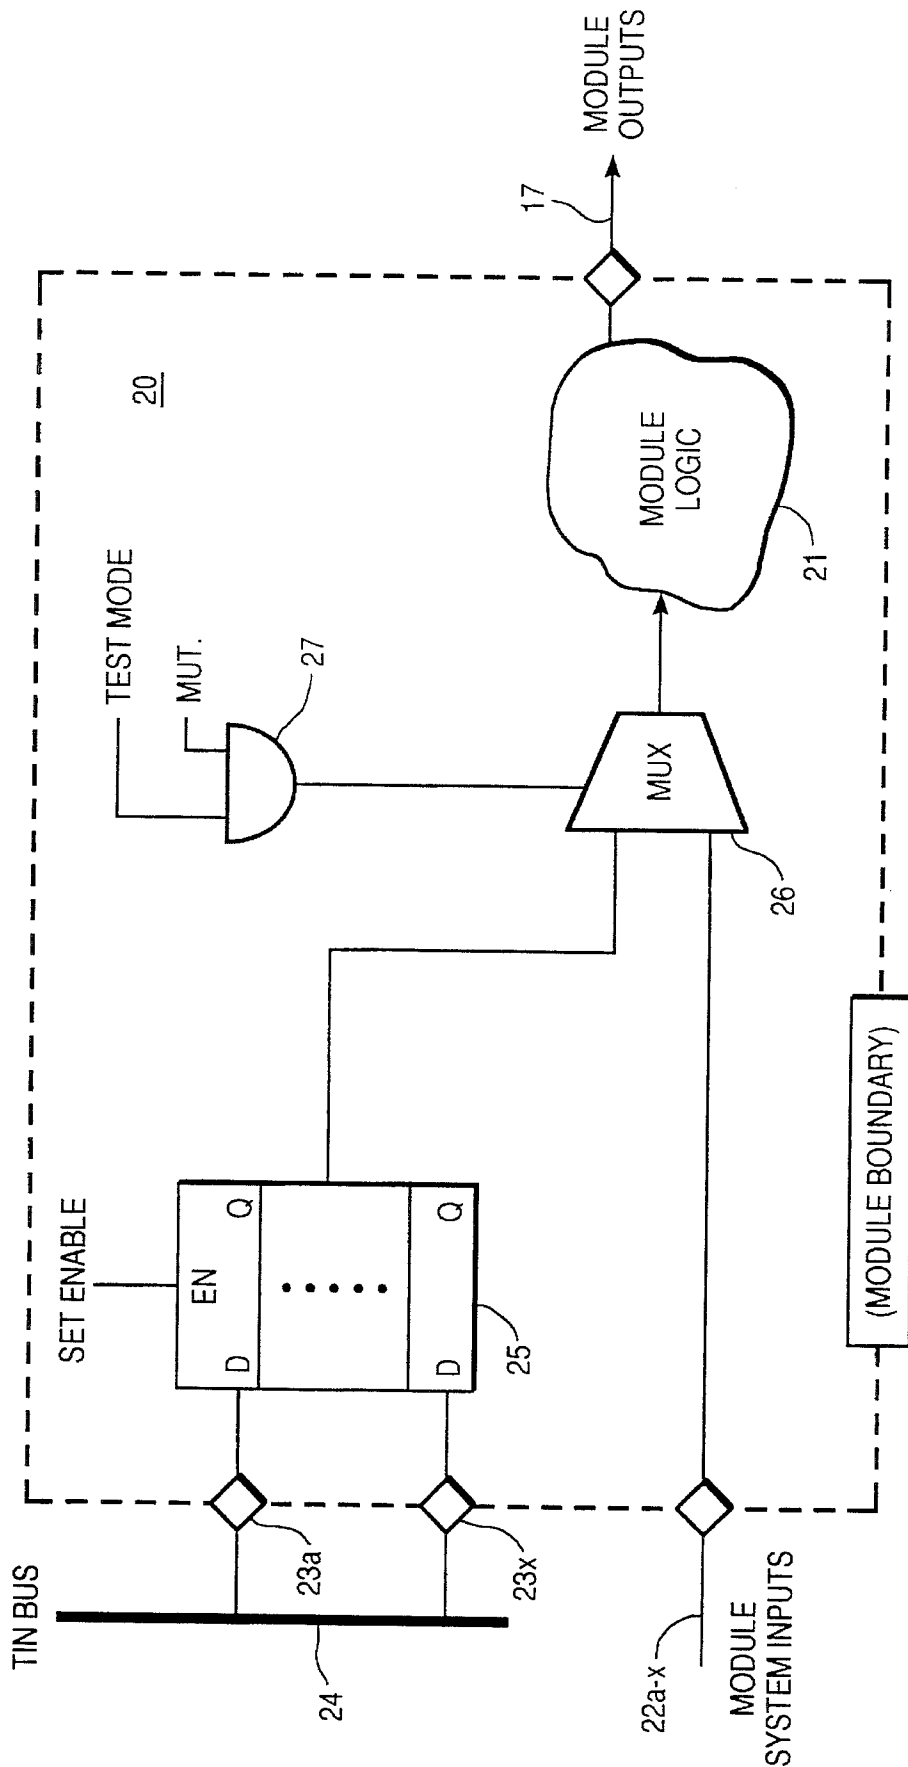 TIN BUS
24
23a
23x
SET ENABLE
EN
D
Q
D
Q
25
TEST MODE
MUT.
27
20
MUX
26
MODULE
LOGIC
21
17
MODULE
OUTPUTS
22a-x
MODULE
SYSTEM INPUTS
(MODULE BOUNDARY)